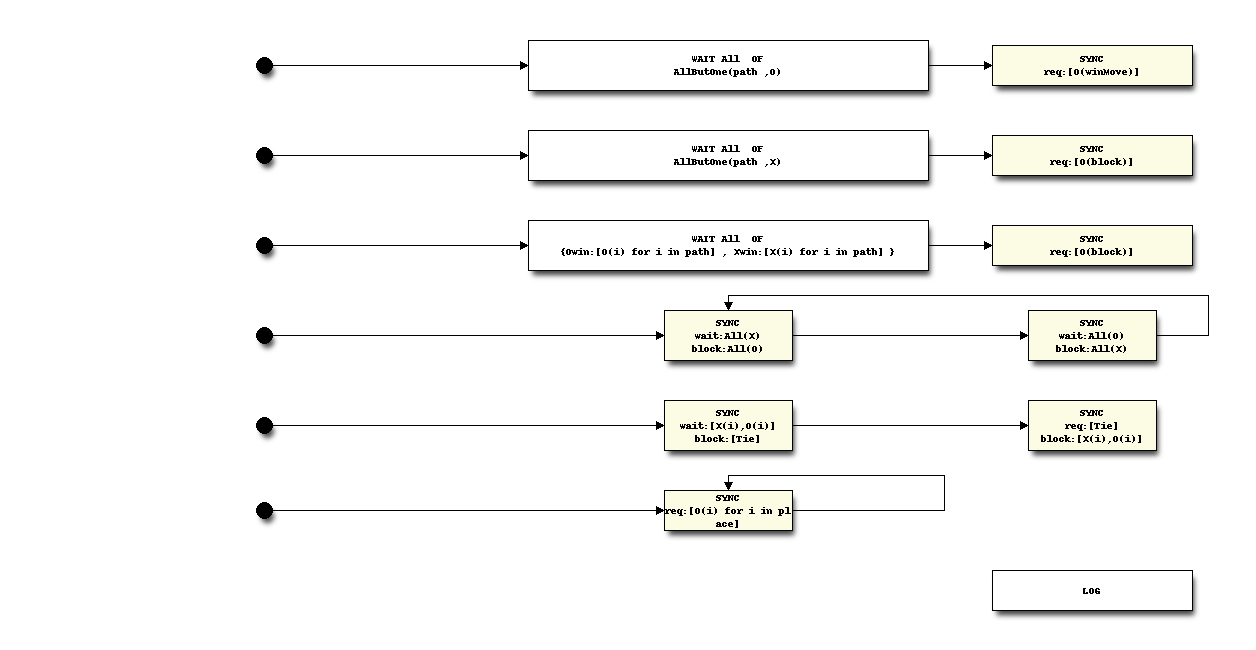 WAIT All OF
AllButOne(path ,O)
SYNC
req:[O(winMove)]
WAIT All OF
AllButOne(path ,X)
SYNC
req:[O(block)]
WAIT All OF
{Owin:[O(i) for i in path] , Xwin:[X(i) for i in path] }
SYNC
req:[O(block)]
SYNC
wait:All(X)
block:All(O)
SYNC
wait:All(O)
block:All(X)
SYNC
wait:[X(i),O(i)]
block:[Tie]
SYNC
req:[Tie]
block:[X(i),O(i)]
SYNC
req:[O(i) for i in pl
ace]
LOG